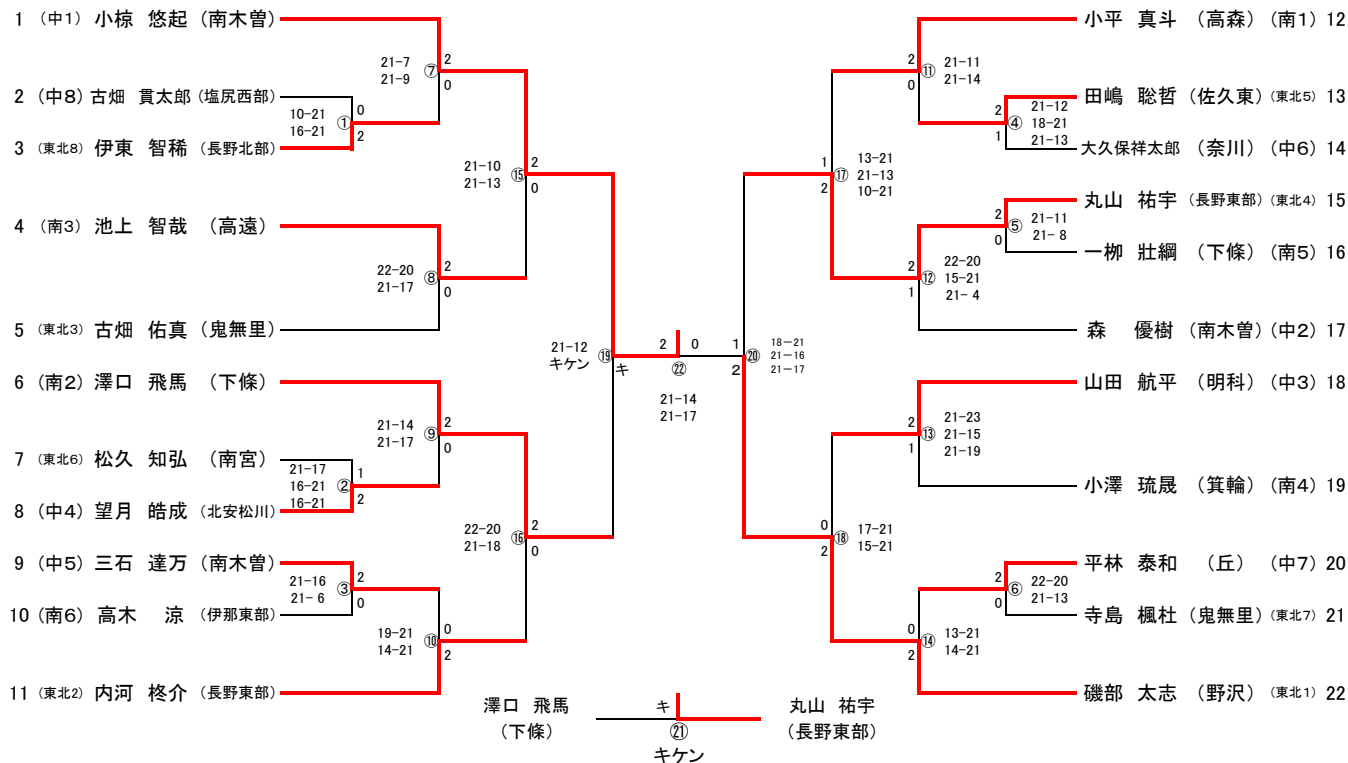 1 (中1) 小椋 悠起 (南木曽)
2 (中8) 古畑 貫太郎 (塩尻西部)
3 (東北8) 伊東 智稀 (長野北部)
4 (南3) 池上 智哉 (高遠)
5 (東北3) 古畑 佑真 (鬼無里)
6 (南2) 澤口 飛馬 (下條)
7 (東北6) 松久 知弘 (南宮)
8 (中4) 望月 皓成 (北安松川)
9 (中5) 三石 達万 (南木曽)
10 (南6) 高木 涼 (伊那東部)
11 (東北2) 内河 柊介 (長野東部)
10-21
16-21
① 0 2
21-17
16-21
16-21
② 1 2
21-16
21- 6
③ 2 0
21-7
21-9
⑦ 2 0
22-20
21-17
⑧ 2 0
21-14
21-17
⑨ 2 0
19-21
14-21
⑩ 0 2
21-10
21-13
⑮ 2 0
22-20
21-18
⑯ 2 0
21-12
キケン
⑲ キ
2 0
㉒
21-14
21-17
1 2 ⑳
18-21
21-16
21-17
1 2 ⑰
13-21
21-13
10-21
0 2 ⑱
17-21
15-21
2 0 ⑪
21-11
21-14
2 1 ⑫
22-20
15-21
21- 4
2 1 ⑬
21-23
21-15
21-19
0 2 ⑭
13-21
14-21
2 1 ④
21-12
18-21
21-13
2 0 ⑤
21-11
21- 8
2 0 ⑥
22-20
21-13
小平 真斗 (高森) (南1) 12
田嶋 聡哲 (佐久東) (東北5) 13
大久保祥太郎 (奈川) (中6) 14
丸山 祐宇 (長野東部) (東北4) 15
一栁 壯綱 (下條) (南5) 16
森 優樹 (南木曽) (中2) 17
山田 航平 (明科) (中3) 18
小澤 琉晟 (箕輪) (南4) 19
平林 泰和 (丘) (中7) 20
寺島 楓杜 (鬼無里) (東北7) 21
磯部 太志 (野沢) (東北1) 22
澤口 飛馬
(下條)
キ
㉑
キケン
丸山 祐宇
(長野東部)